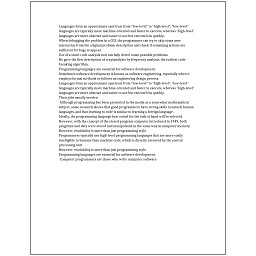 Languages form an approximate spectrum from "low-level" to "high-level"; "low-level"
languages are typically more machine-oriented and faster to execute, whereas "high-level"
languages are more abstract and easier to use but execute less quickly.
When debugging the problem in a GUI, the programmer can try to skip some user
interaction from the original problem description and check if remaining actions are
sufficient for bugs to appear.
Use of a static code analysis tool can help detect some possible problems.
He gave the first description of cryptanalysis by frequency analysis, the earliest code-
breaking algorithm.
Programming languages are essential for software development.
Sometimes software development is known as software engineering, especially when it
employs formal methods or follows an engineering design process.
Languages form an approximate spectrum from "low-level" to "high-level"; "low-level"
languages are typically more machine-oriented and faster to execute, whereas "high-level"
languages are more abstract and easier to use but execute less quickly.
Their jobs usually involve:
Although programming has been presented in the media as a somewhat mathematical
subject, some research shows that good programmers have strong skills in natural human
languages, and that learning to code is similar to learning a foreign language.
Ideally, the programming language best suited for the task at hand will be selected.
However, with the concept of the stored-program computer introduced in 1949, both
programs and data were stored and manipulated in the same way in computer memory.
However, readability is more than just programming style.
Programmers typically use high-level programming languages that are more easily
intelligible to humans than machine code, which is directly executed by the central
processing unit.
However, readability is more than just programming style.
Programming languages are essential for software development.
Computer programmers are those who write computer software.